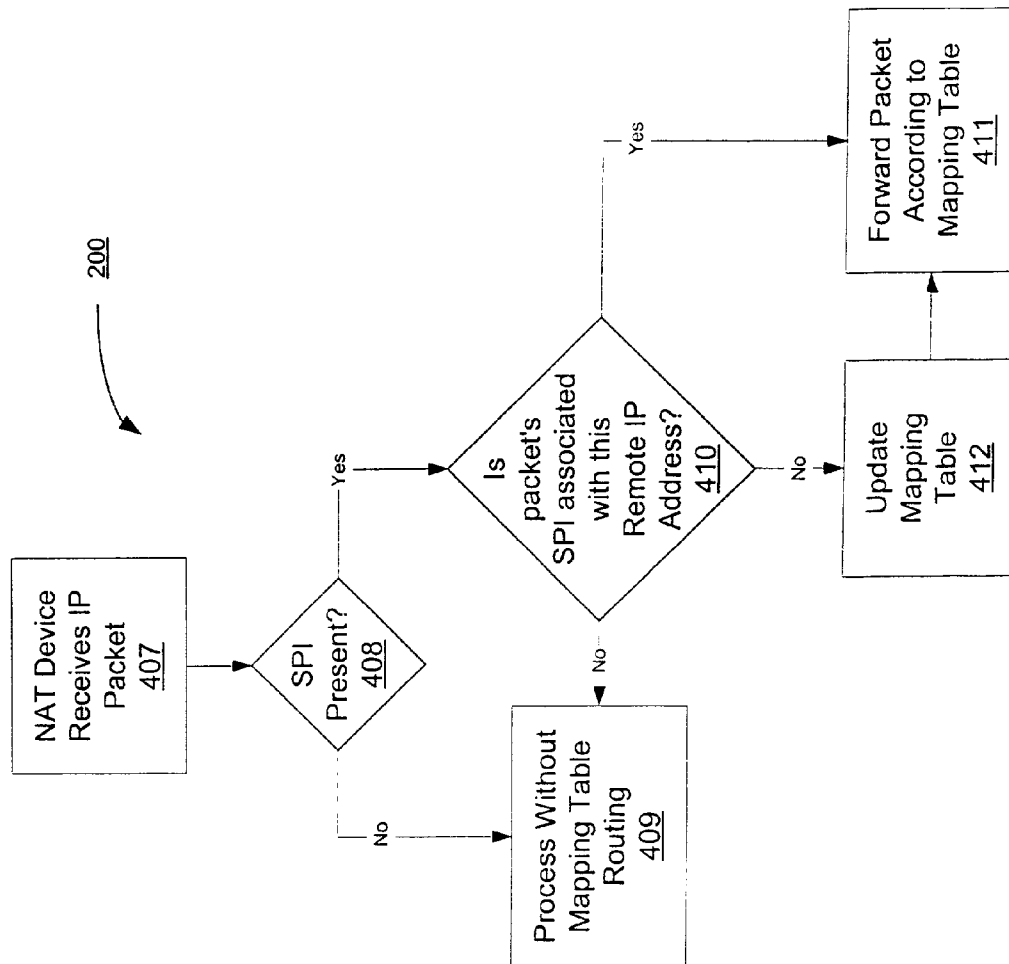 200
NAT Device
Receives IP
Packet
407
SPI
Present?
408
Yes
No
Is
packet's
SPI associated
with this
Remote IP
Address?
410
Yes
No
No
Process Without
Mapping Table
Routing
409
Update
Mapping
Table
412
Forward Packet
According to
Mapping Table
411